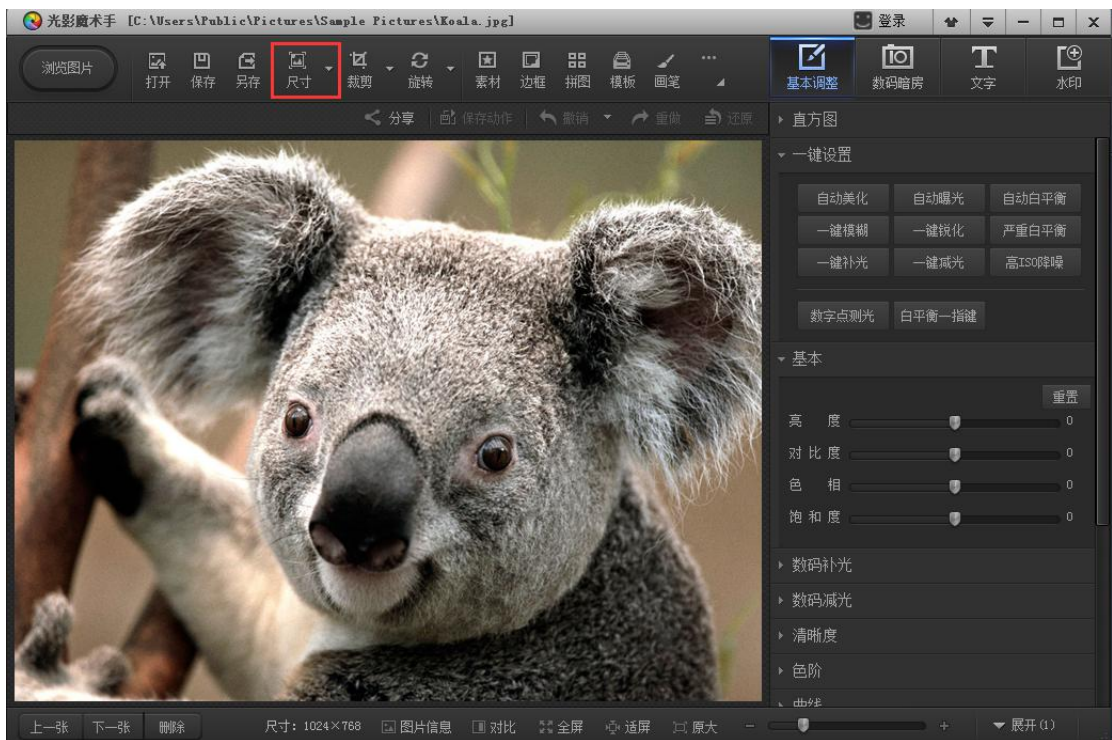 光影魔术手 [C:\Users\Public\Pictures\Sample Pictures\Koala.jpg] 登录
浏览图片 打开 保存 另存 尺寸 裁剪 旋转 素材 边框 拼图 模板 画笔 ...
基本调整 数码暗房 文字 水印
分享 保存动作 撤销 重做 还原
直方图
一键设置
自动美化 自动曝光 自动白平衡
一键模糊 一键锐化 严重白平衡
一键补光 一键减光 高ISO降噪
数字点测光 白平衡一指键
基本
重置
亮度 0
对比度 0
色相 0
饱和度 0
数码补光
数码减光
清晰度
色阶
曲线
上一张 下一张 删除 尺寸: 1024×768 图片信息 对比 全屏 适屏 原大 - + 展开(1)